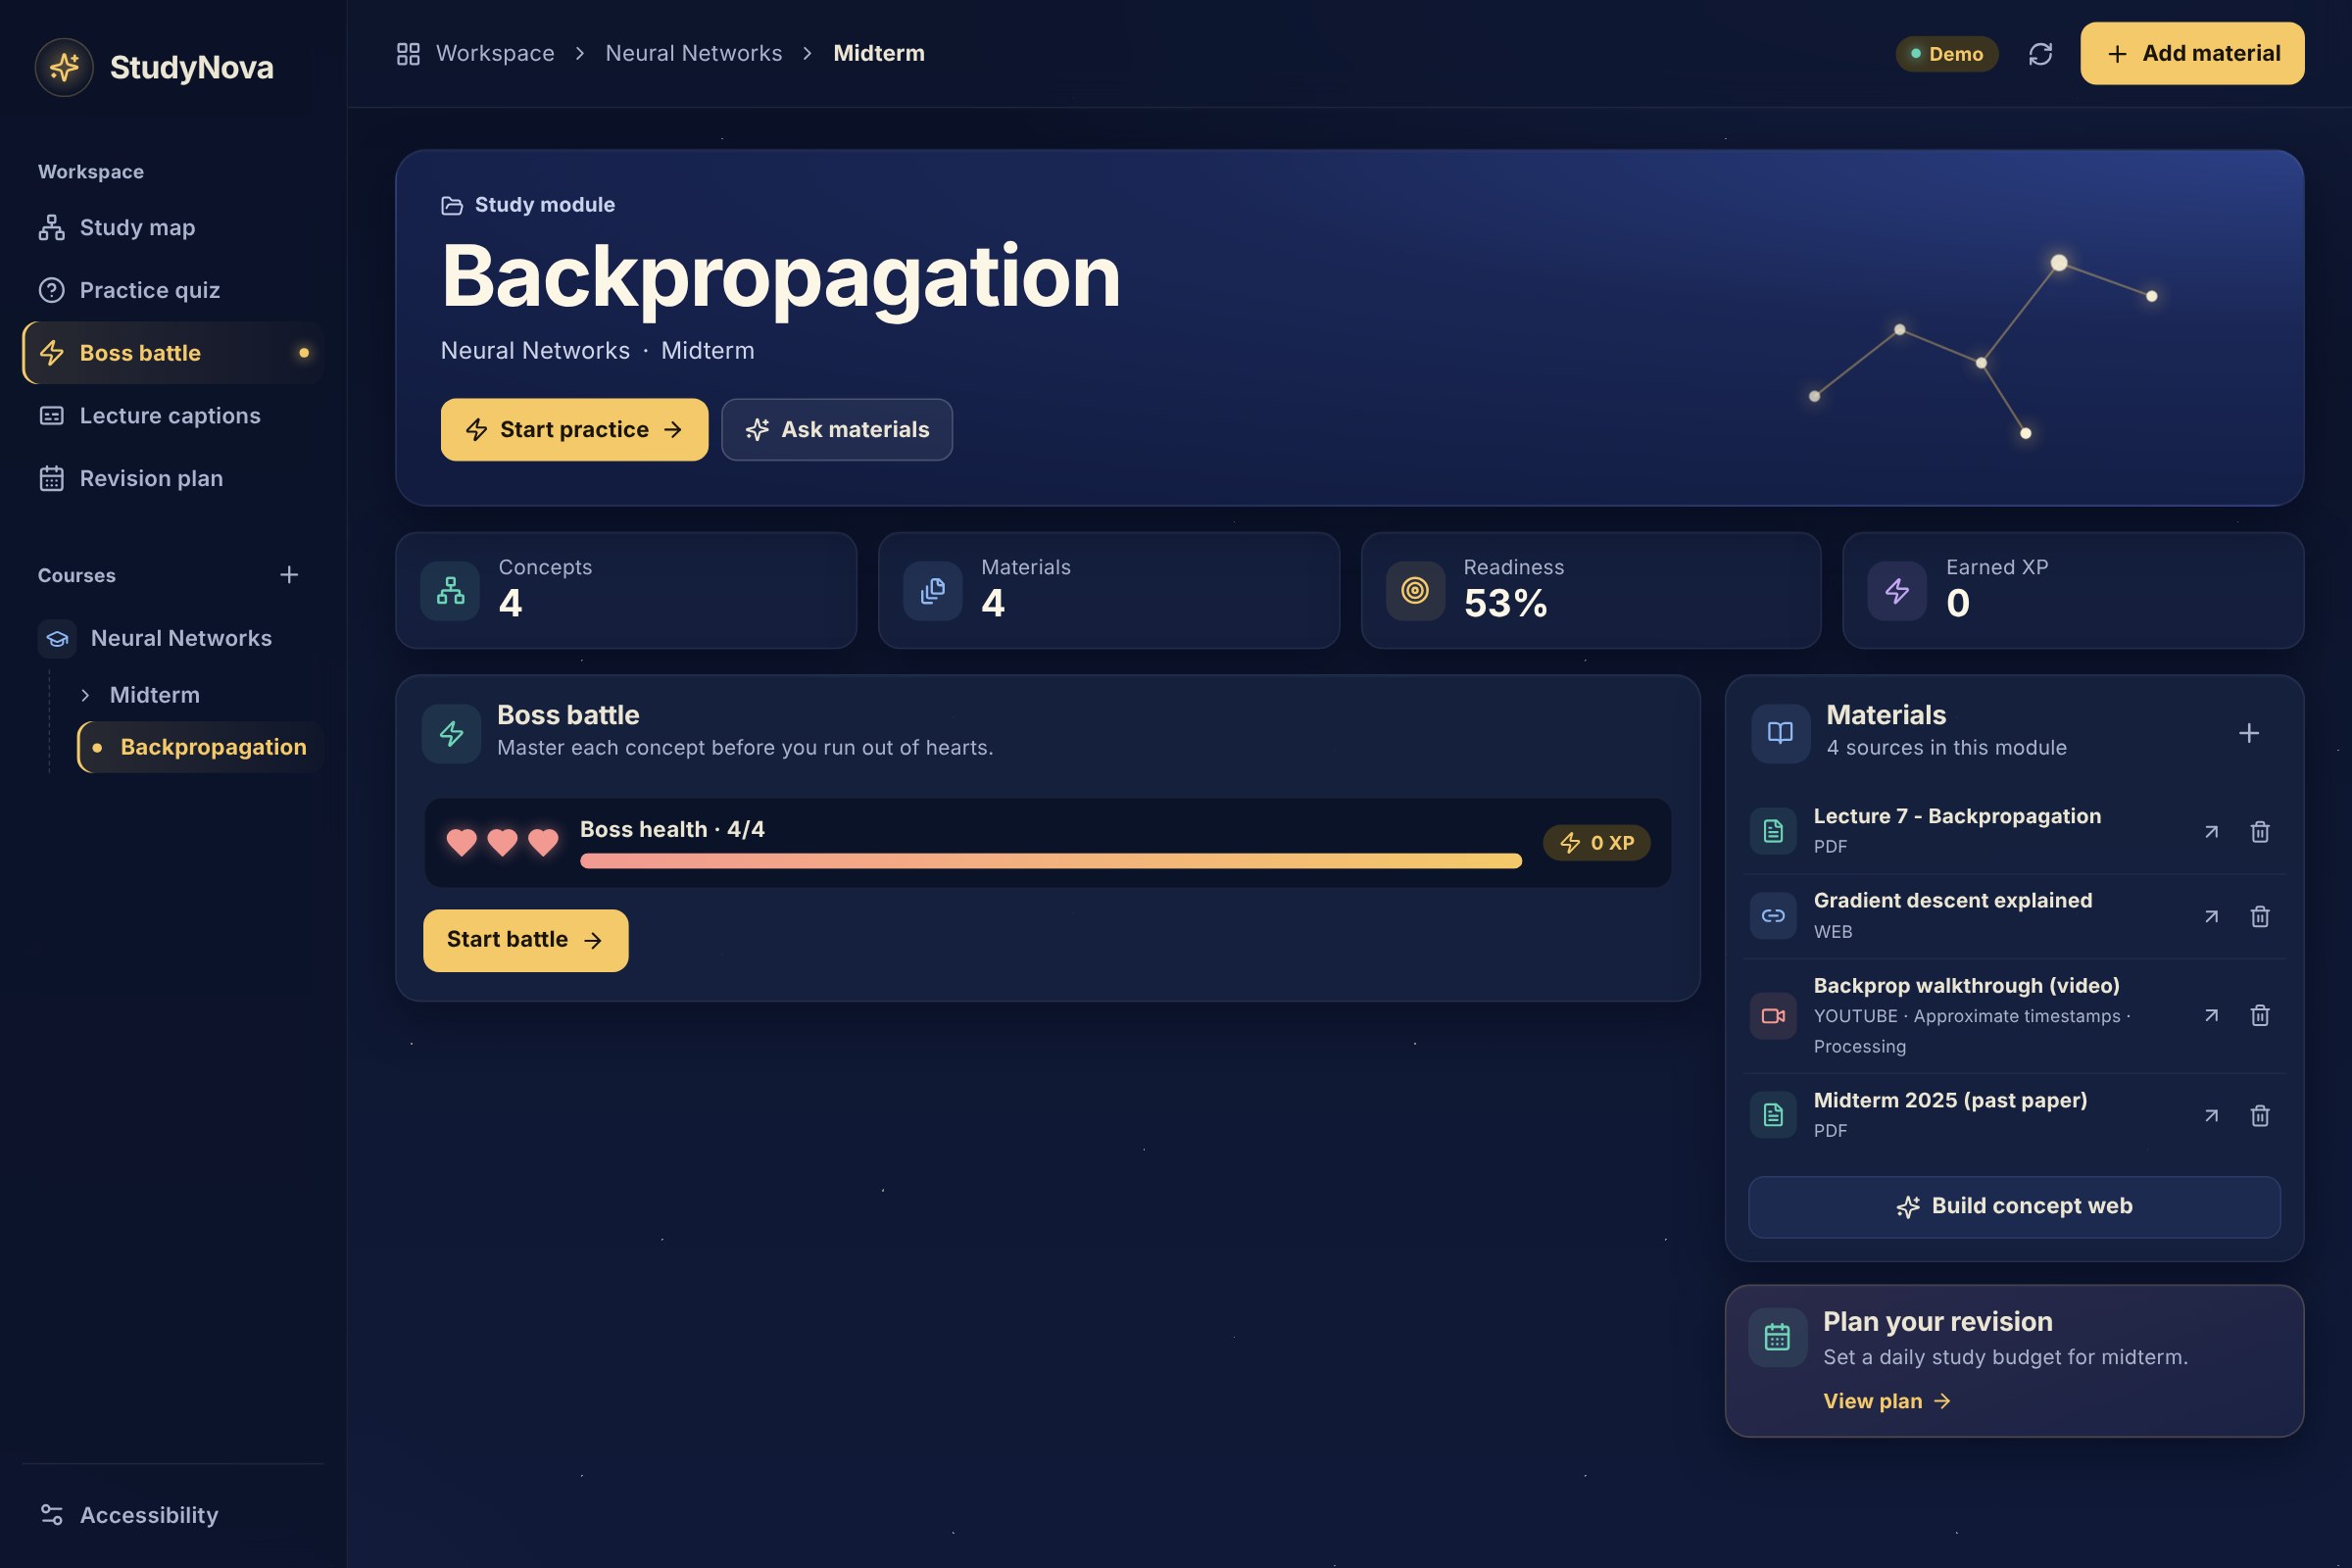 StudyNova
Workspace
Study map
Practice quiz
Boss battle
Lecture captions
Revision plan
Courses
Neural Networks
Midterm
Backpropagation
Accessibility
Workspace > Neural Networks > Midterm
Demo
Add material
Study module
Backpropagation
Neural Networks · Midterm
Start practice
Ask materials
Concepts
4
Materials
4
Readiness
53%
Earned XP
0
Boss battle
Master each concept before you run out of hearts.
Boss health · 4/4
0 XP
Start battle
Materials
4 sources in this module
Lecture 7 - Backpropagation
PDF
Gradient descent explained
WEB
Backprop walkthrough (video)
YOUTUBE · Approximate timestamps ·
Processing
Midterm 2025 (past paper)
PDF
Build concept web
Plan your revision
Set a daily study budget for midterm.
View plan